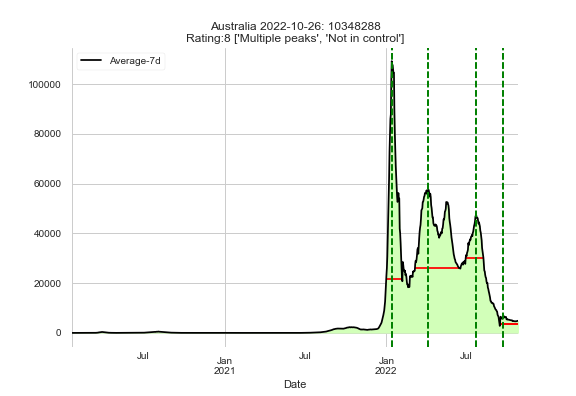 Australia 2022-10-26: 10348288
Rating:8 ['Multiple peaks', 'Not in control']
Average-7d
100000
80000
60000
40000
20000
0
Jul
Jan
2021
Jul
Jan
2022
Jul
Date